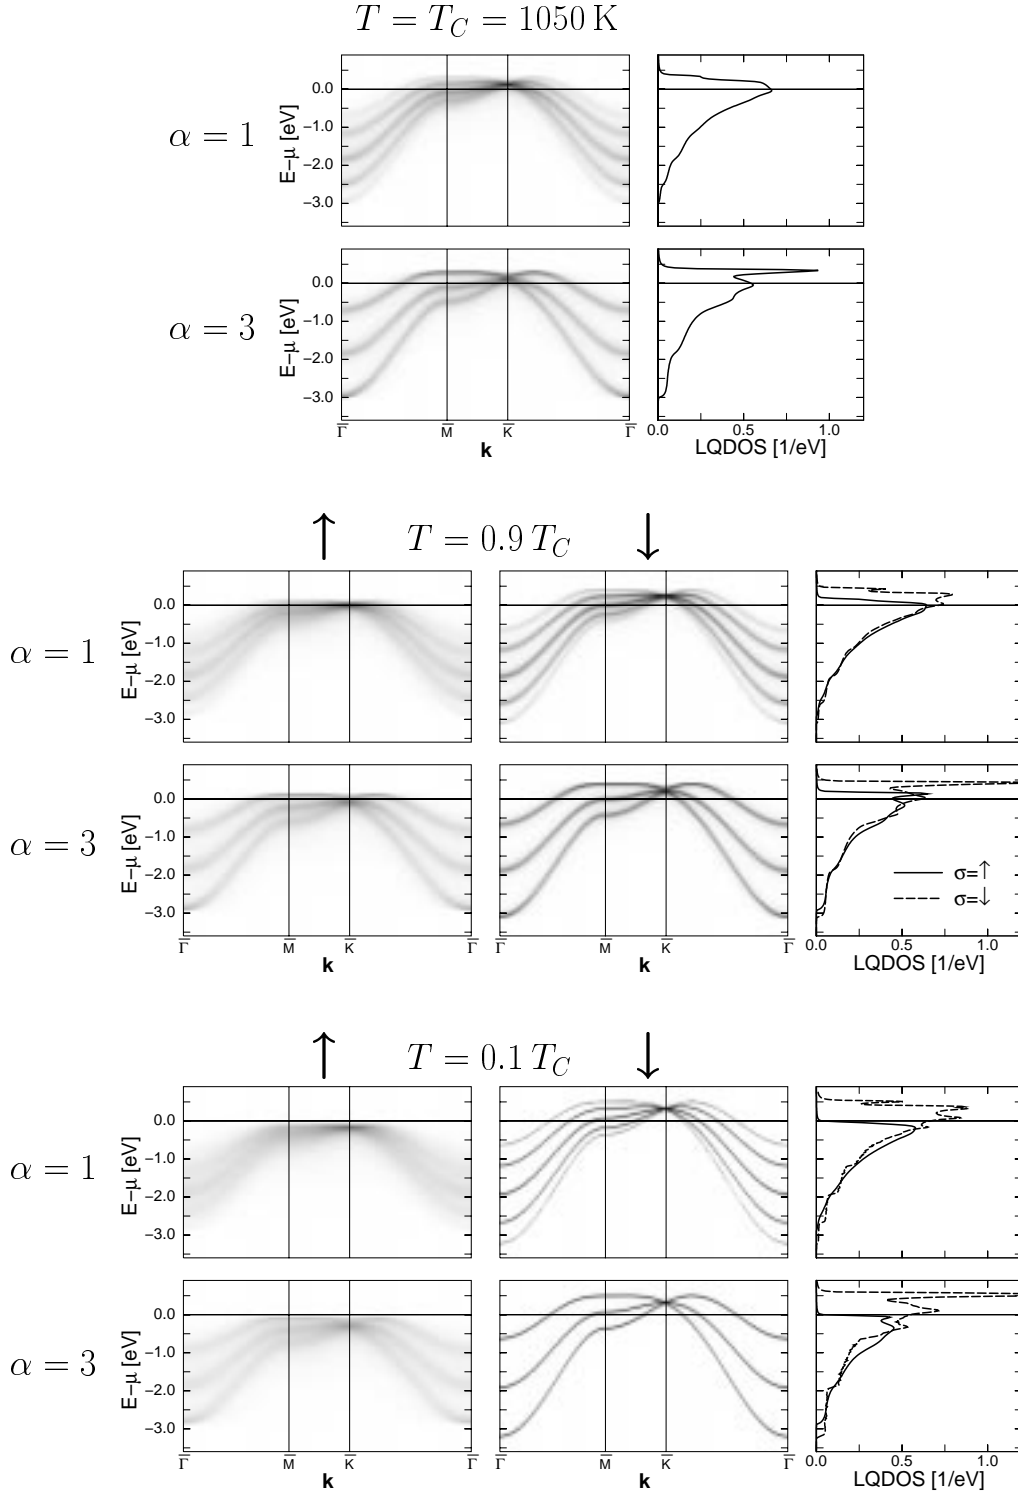 T = T_C = 1050 K
α = 1
E−μ [eV]
0.0
−1.0
−2.0
−3.0
α = 3
E−μ [eV]
0.0
−1.0
−2.0
−3.0
Γ̅ M̅ K̅ Γ̅
k
0.0 0.5 1.0
LQDOS [1/eV]
↑ T = 0.9 T_C ↓
α = 1
E−μ [eV]
0.0
−1.0
−2.0
−3.0
α = 3
E−μ [eV]
0.0
−1.0
−2.0
−3.0
σ=↑
σ=↓
Γ̅ M̅ K̅ Γ̅ Γ̅ M̅ K̅ Γ̅ 0.0 0.5 1.0
k k LQDOS [1/eV]
↑ T = 0.1 T_C ↓
α = 1
E−μ [eV]
0.0
−1.0
−2.0
−3.0
α = 3
E−μ [eV]
0.0
−1.0
−2.0
−3.0
Γ̅ M̅ K̅ Γ̅ Γ̅ M̅ K̅ Γ̅ 0.0 0.5 1.0
k k LQDOS [1/eV]